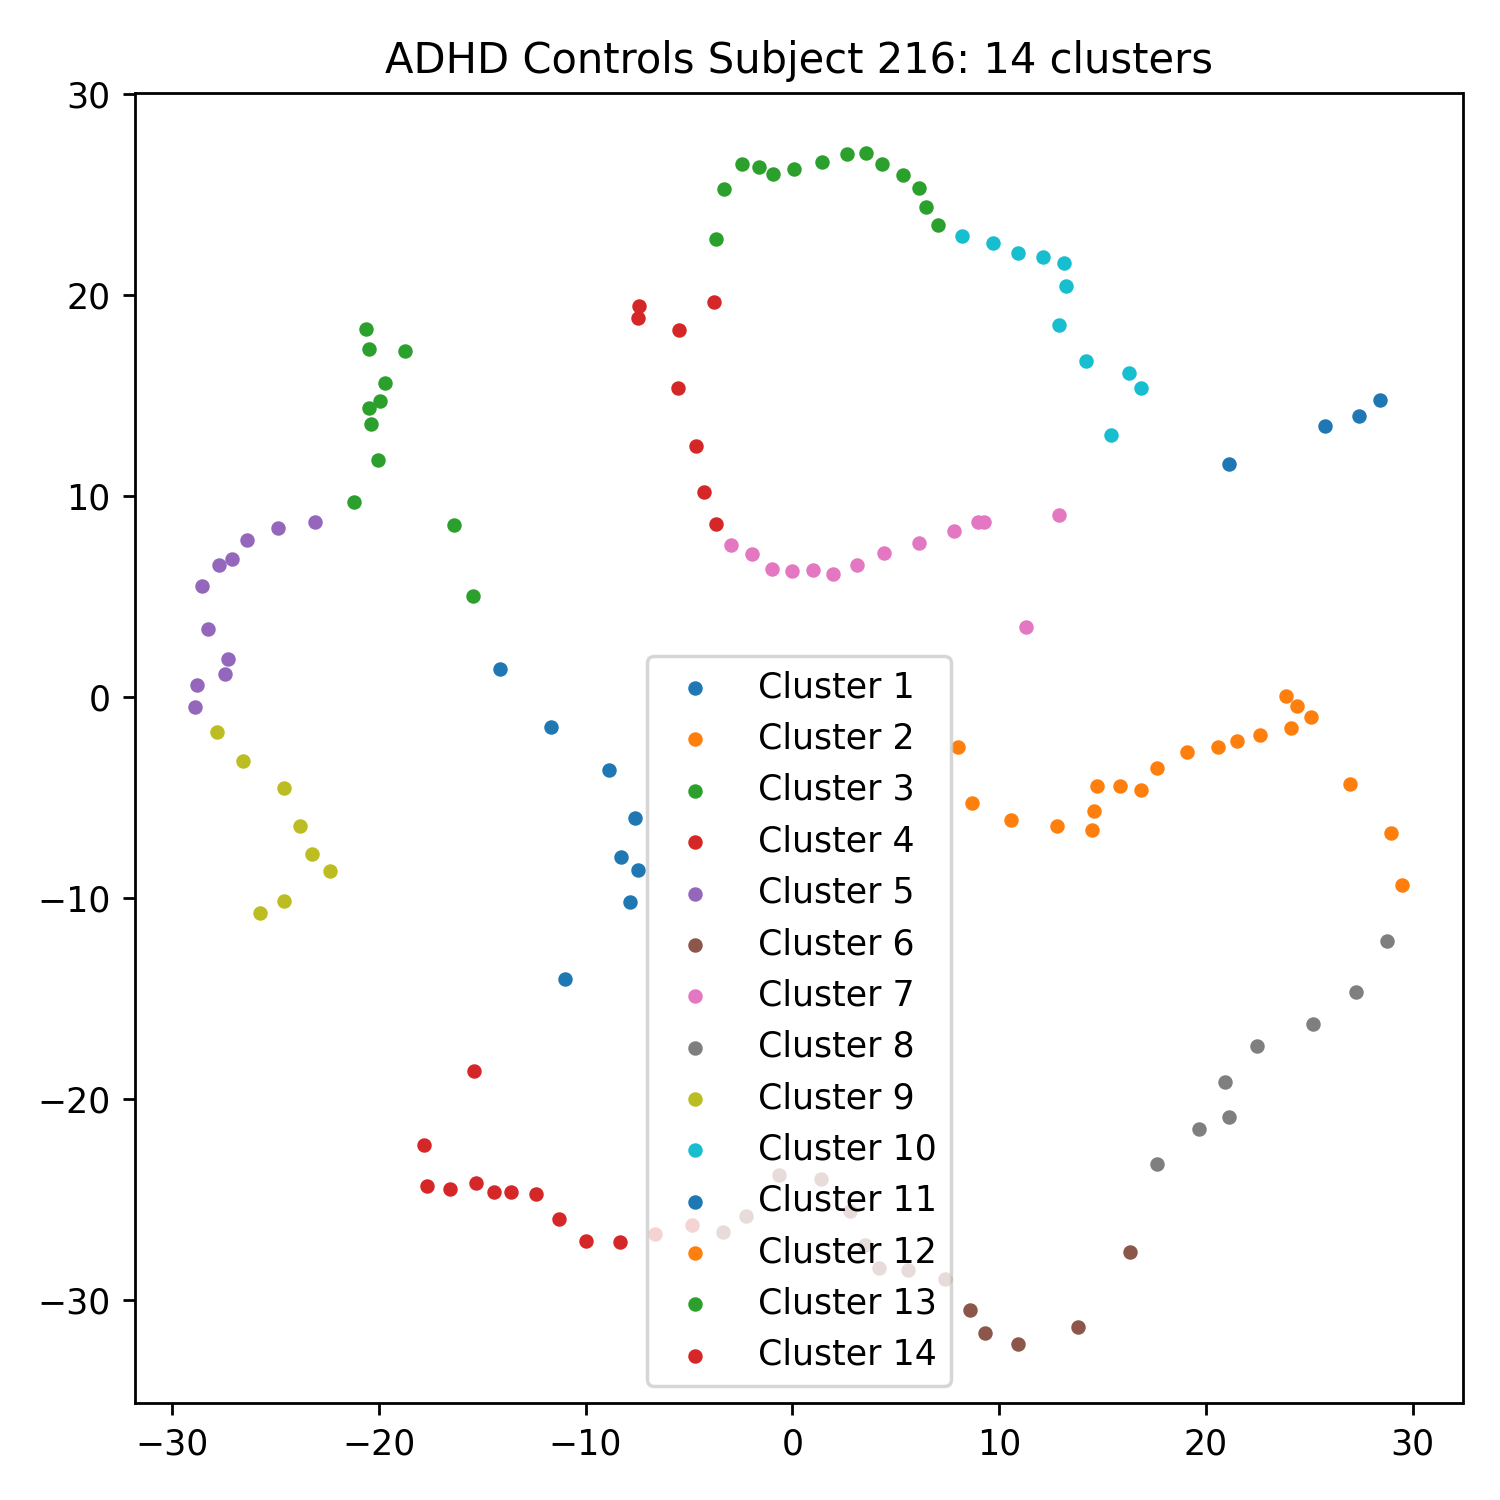 ADHD Controls Subject 216: 14 clusters
30
20
10
0
−10
−20
−30
Cluster 1
Cluster 2
Cluster 3
Cluster 4
Cluster 5
Cluster 6
Cluster 7
Cluster 8
Cluster 9
Cluster 10
Cluster 11
Cluster 12
Cluster 13
Cluster 14
−30 −20 −10 0 10 20 30